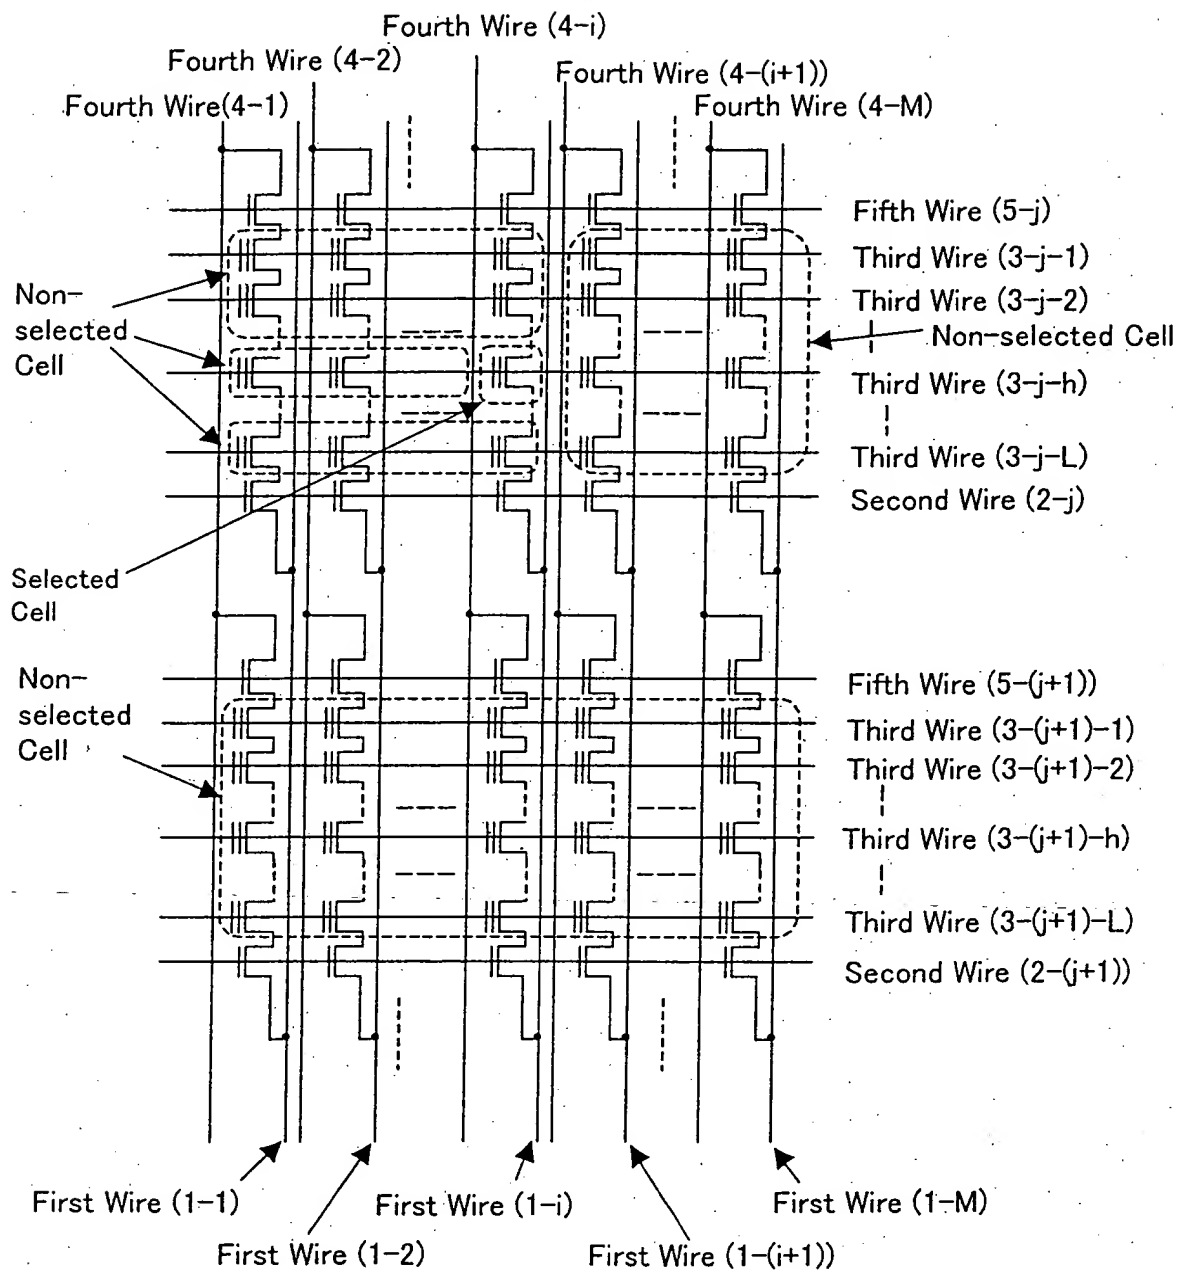 Fourth Wire (4-i)
Fourth Wire (4-2)
Fourth Wire (4-(i+1))
Fourth Wire(4-1)
Fourth Wire (4-M)
Fifth Wire (5-j)
Third Wire (3-j-1)
Third Wire (3-j-2)
Non-selected Cell
Third Wire (3-j-h)
Third Wire (3-j-L)
Second Wire (2-j)
Non-
selected
Cell
Selected
Cell
Non-
selected
Cell
Fifth Wire (5-(j+1))
Third Wire (3-(j+1)-1)
Third Wire (3-(j+1)-2)
Third Wire (3-(j+1)-h)
Third Wire (3-(j+1)-L)
Second Wire (2-(j+1))
First Wire (1-1)
First Wire (1-i)
First Wire (1-M)
First Wire (1-2)
First Wire (1-(i+1))